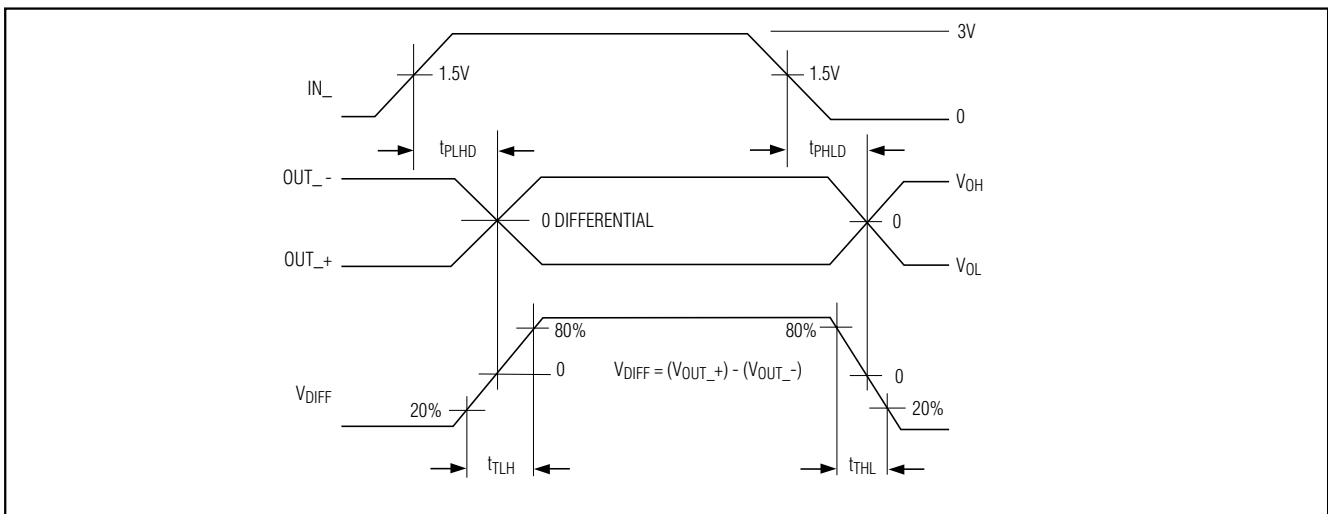 3V
1.5V
1.5V
IN_
0
tPLHD
tPHLD
OUT_ -
VOH
0 DIFFERENTIAL
0
OUT_+
VOL
80%
80%
0
VDIFF = (VOUT_+) - (VOUT_-)
0
VDIFF
20%
20%
tTLH
tTHL